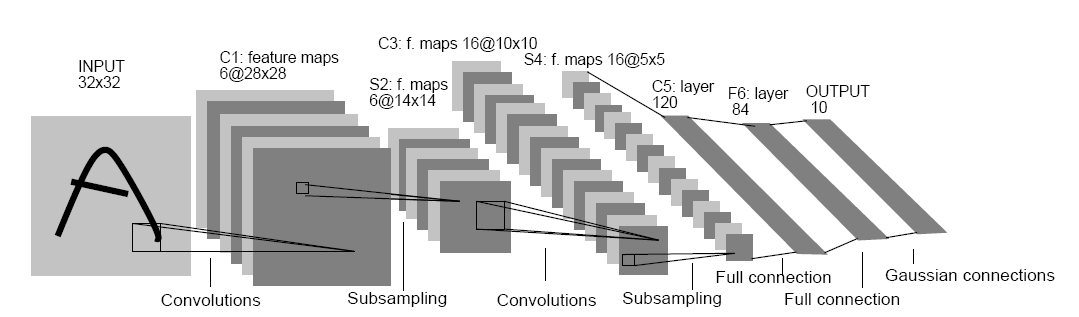 INPUT
32x32
C1: feature maps
6@28x28
C3: f. maps 16@10x10
S2: f. maps
6@14x14
S4: f. maps 16@5x5
C5: layer
120
F6: layer
84
OUTPUT
10
A
Convolutions
Subsampling
Convolutions
Subsampling
Full connection
Full connection
Gaussian connections